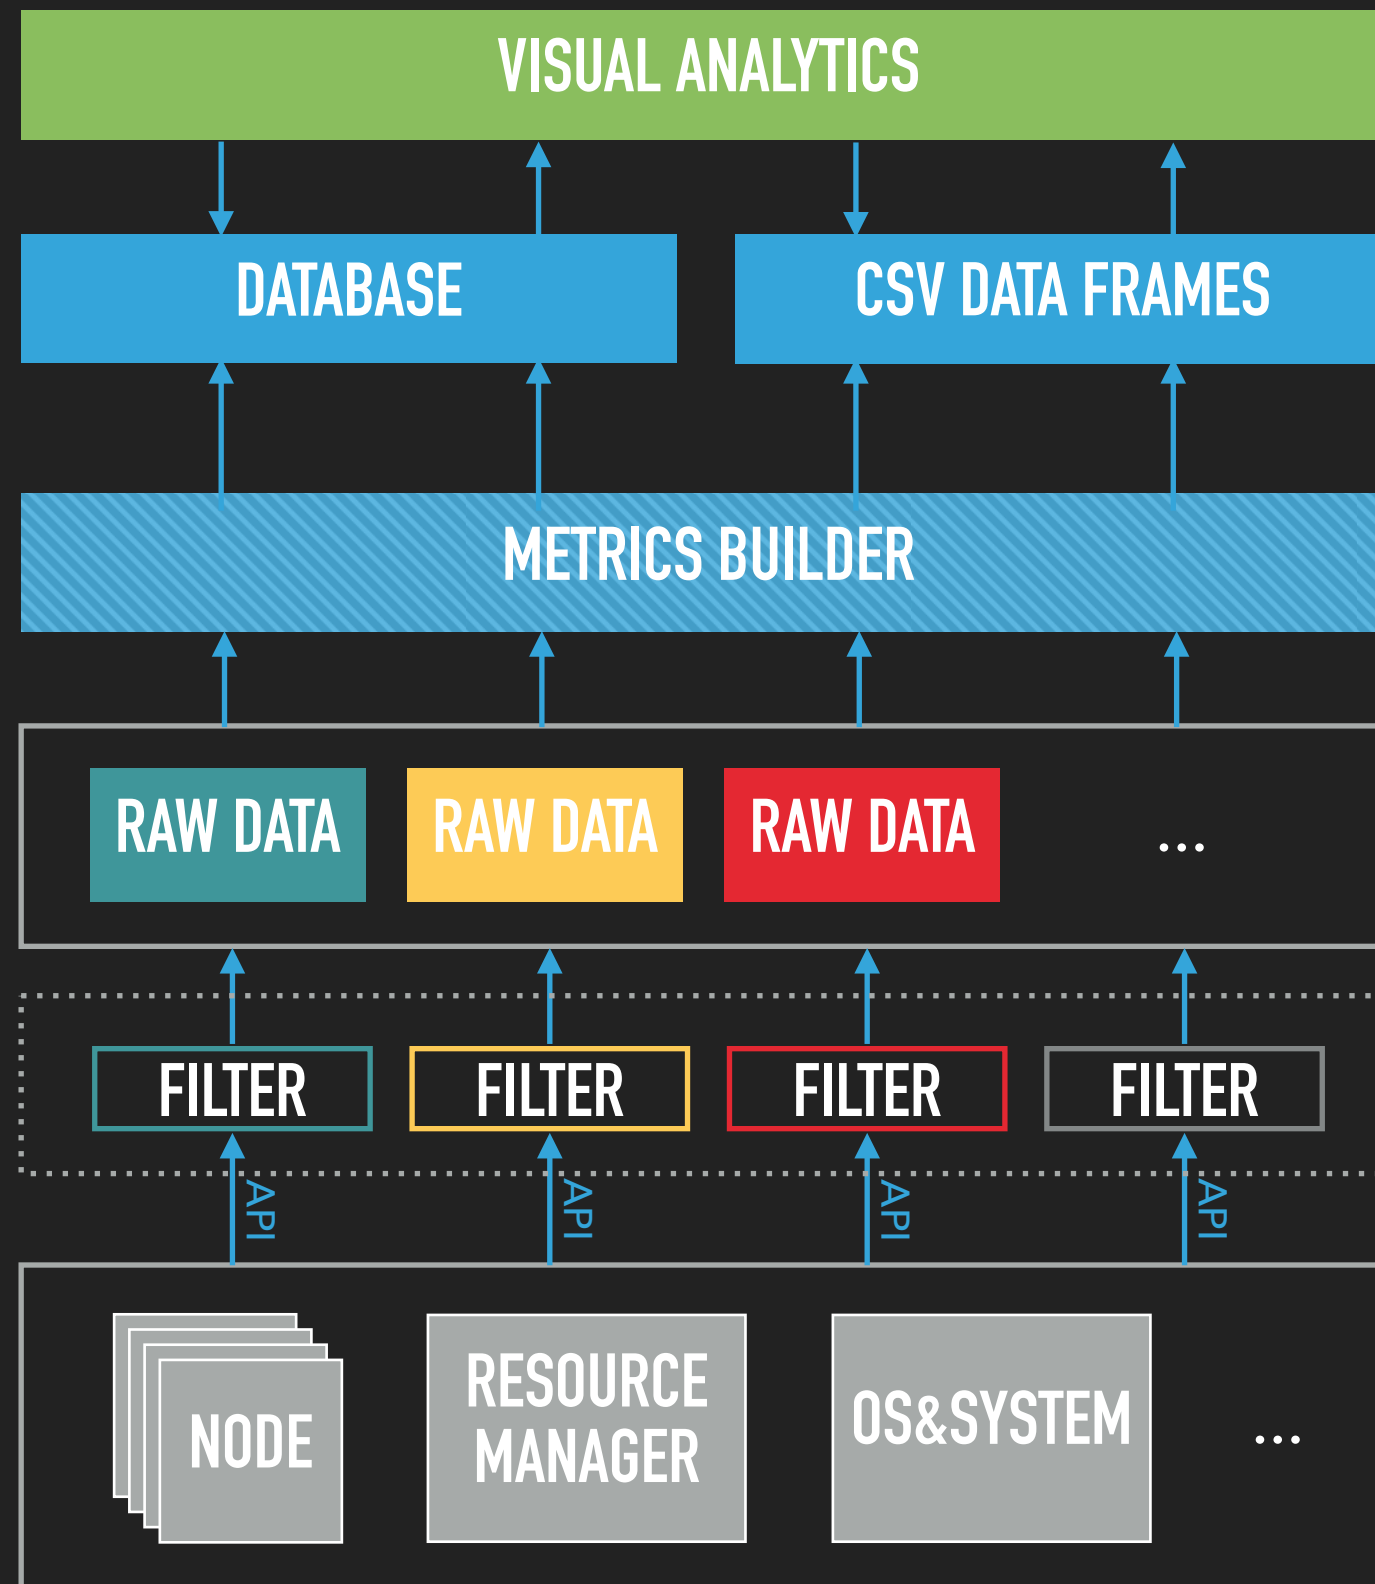 VISUAL ANALYTICS
DATABASE
CSV DATA FRAMES
METRICS BUILDER
RAW DATA
RAW DATA
RAW DATA
...
FILTER
FILTER
FILTER
FILTER
API
API
API
API
NODE
RESOURCE
MANAGER
OS&SYSTEM
...